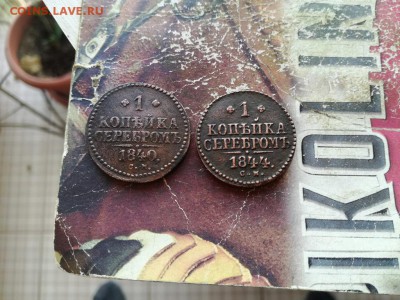 COINS.LAVE.RU
1
КОПѢЙКА
СЕРЕБРОМЪ
1840.
1
КОПѢЙКА
СЕРЕБРОМЪ
1844.
С.М.